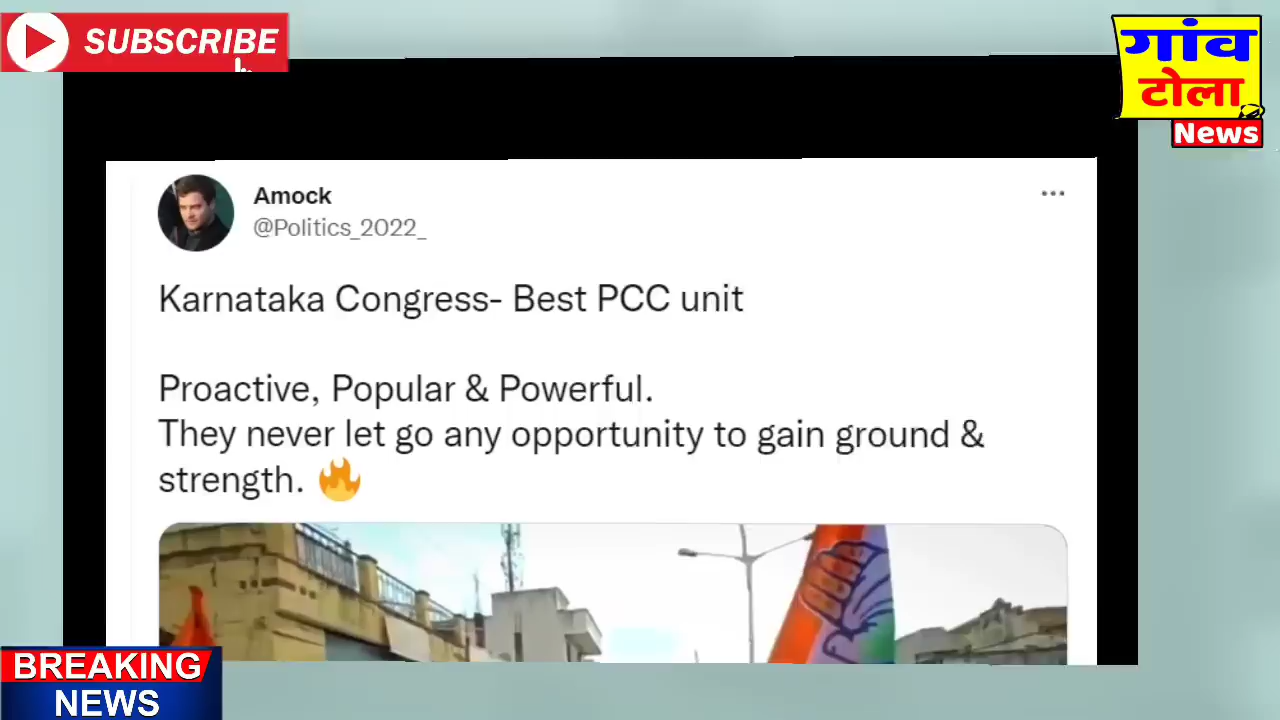 SUBSCRIBE
गांव
टोला
News
Amock
@Politics_2022_
Karnataka Congress- Best PCC unit
Proactive, Popular & Powerful.
They never let go any opportunity to gain ground &
strength. 🔥
BREAKING
NEWS